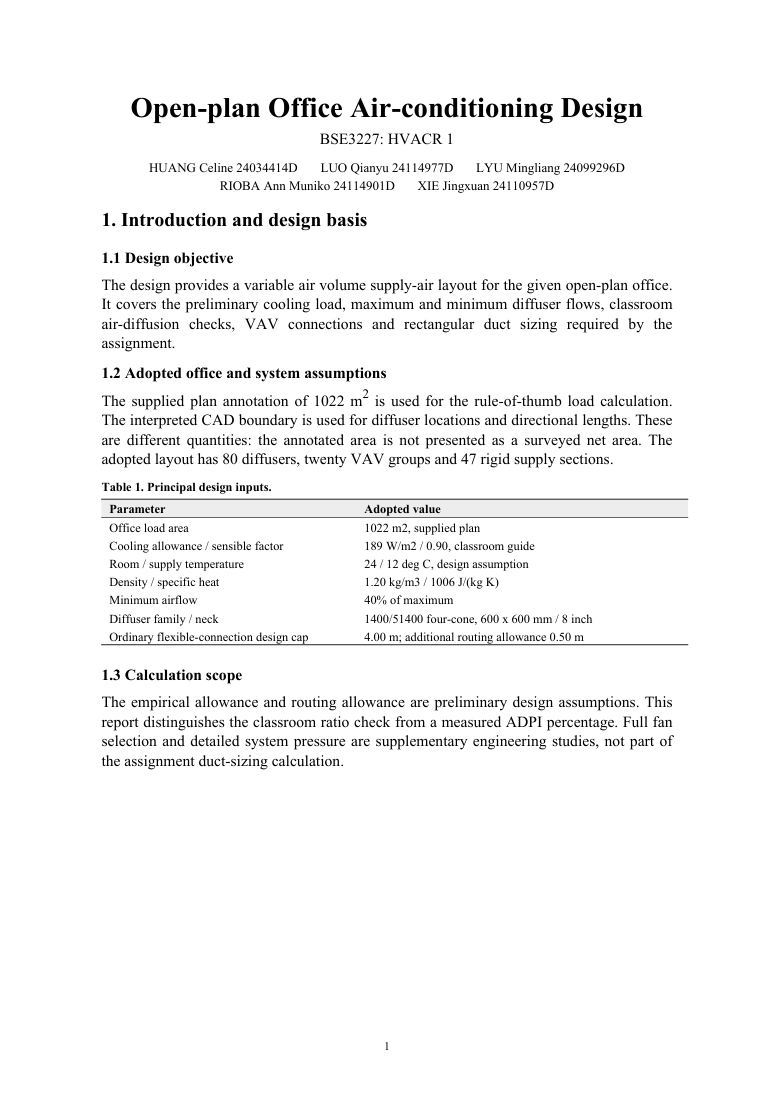 Open-plan Office Air-conditioning Design
BSE3227: HVACR 1
HUANG Celine 24034414D LUO Qianyu 24114977D LYU Mingliang 24099296D
RIOBA Ann Muniko 24114901D XIE Jingxuan 24110957D
1. Introduction and design basis
1.1 Design objective
The design provides a variable air volume supply-air layout for the given open-plan office.
It covers the preliminary cooling load, maximum and minimum diffuser flows, classroom
air-diffusion checks, VAV connections and rectangular duct sizing required by the
assignment.
1.2 Adopted office and system assumptions
The supplied plan annotation of 1022 m² is used for the rule-of-thumb load calculation.
The interpreted CAD boundary is used for diffuser locations and directional lengths. These
are different quantities: the annotated area is not presented as a surveyed net area. The
adopted layout has 80 diffusers, twenty VAV groups and 47 rigid supply sections.
Table 1. Principal design inputs.
Parameter Adopted value
Office load area 1022 m2, supplied plan
Cooling allowance / sensible factor 189 W/m2 / 0.90, classroom guide
Room / supply temperature 24 / 12 deg C, design assumption
Density / specific heat 1.20 kg/m3 / 1006 J/(kg K)
Minimum airflow 40% of maximum
Diffuser family / neck 1400/51400 four-cone, 600 x 600 mm / 8 inch
Ordinary flexible-connection design cap 4.00 m; additional routing allowance 0.50 m
1.3 Calculation scope
The empirical allowance and routing allowance are preliminary design assumptions. This
report distinguishes the classroom ratio check from a measured ADPI percentage. Full fan
selection and detailed system pressure are supplementary engineering studies, not part of
the assignment duct-sizing calculation.
1